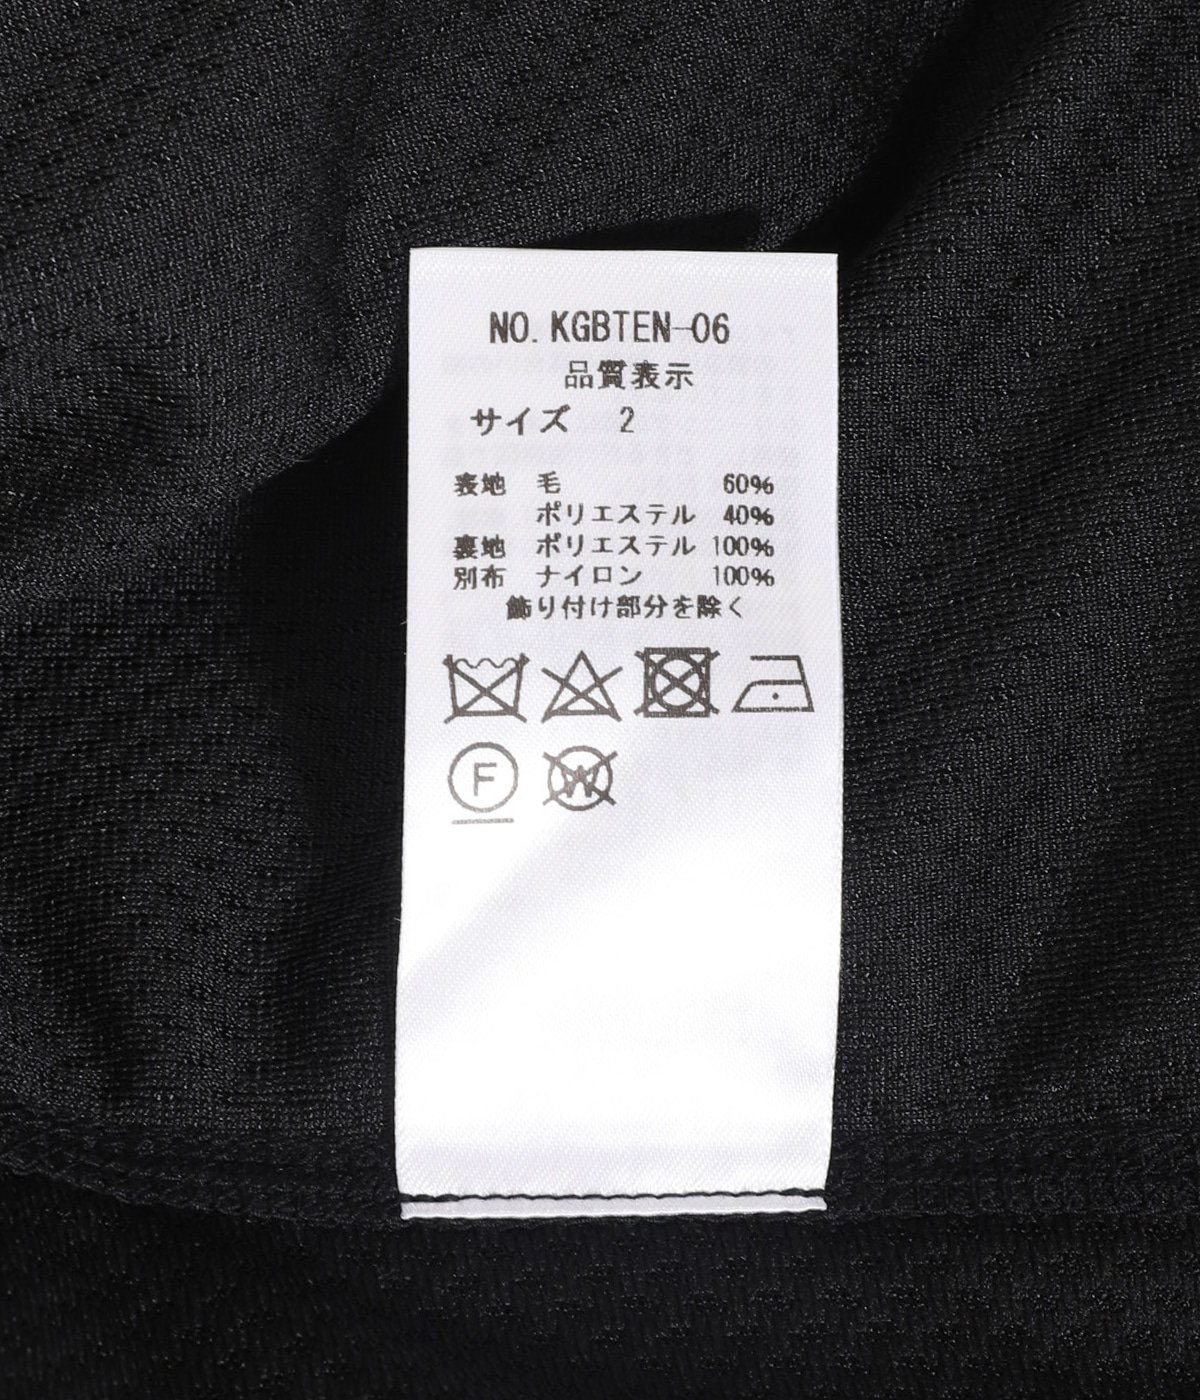 NO. KGBTEN-06
品質表示
サイズ 2
表地 毛 60%
ポリエステル 40%
裏地 ポリエステル 100%
別布 ナイロン 100%
飾り付け部分を除く
F W